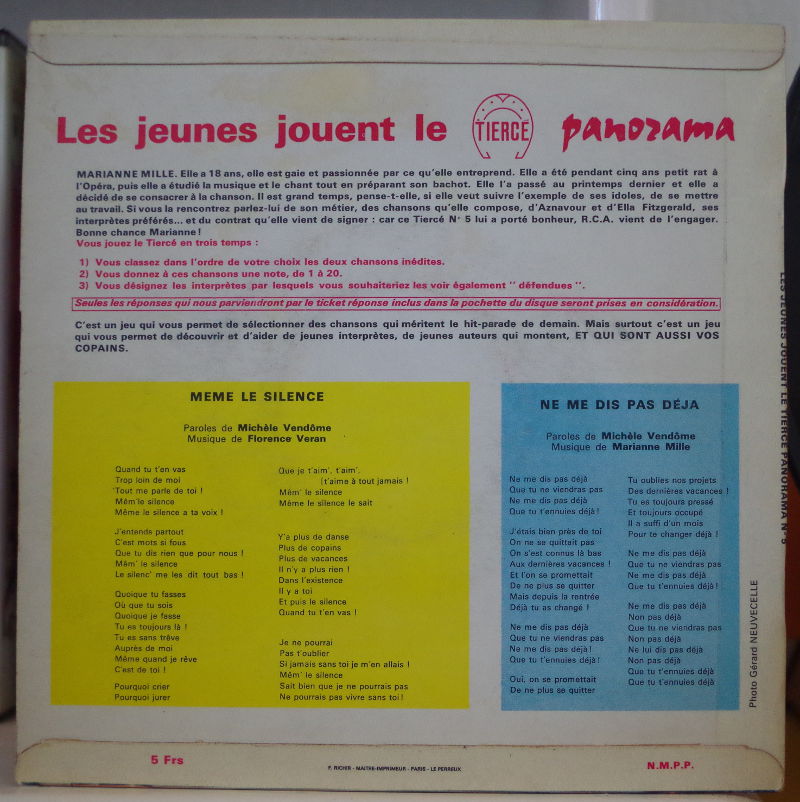 Les jeunes jouent le TIERCÉ panorama
MARIANNE MILLE. Elle a 18 ans, elle est gaie et passionnée par ce qu'elle entreprend. Elle a été pendant cinq ans petit rat à
l'Opéra, puis elle a étudié la musique et le chant tout en préparant son bachot. Elle l'a passé au printemps dernier et elle a
décidé de se consacrer à la chanson. Il est grand temps, pense-t-elle, si elle veut suivre l'exemple de ses idoles, de se mettre
au travail. Si vous la rencontrez parlez-lui de son métier, des chansons qu'elle compose, d'Aznavour et d'Ella Fitzgerald, ses
interprètes préférés... et du contrat qu'elle vient de signer : car ce Tiercé N° 5 lui a porté bonheur, R.C.A. vient de l'engager.
Bonne chance Marianne !
Vous jouez le Tiercé en trois temps :
1) Vous classez dans l'ordre de votre choix les deux chansons inédites.
2) Vous donnez à ces chansons une note, de 1 à 20.
3) Vous désignez les interprètes par lesquels vous souhaiteriez les voir également " défendues ".
Seules les réponses qui nous parviendront par le ticket réponse inclus dans la pochette du disque seront prises en considération.
C'est un jeu qui vous permet de sélectionner des chansons qui méritent le hit-parade de demain. Mais surtout c'est un jeu
qui vous permet de découvrir et d'aider de jeunes interprètes, de jeunes auteurs qui montent, ET QUI SONT AUSSI VOS
COPAINS.
MEME LE SILENCE
Paroles de Michèle Vendôme
Musique de Florence Veran
Quand tu t'en vas
Trop loin de moi
Tout me parle de toi !
Mêm'le silence
Même le silence a ta voix !
J'entends partout
C'est mots si fous
Que tu dis rien que pour nous !
Mêm' le silence
Le silenc' me les dit tout bas !
Quoique tu fasses
Où que tu sois
Quoique je fasse
Tu es toujours là !
Tu es sans trêve
Auprès de moi
Même quand je rêve
C'est de toi !
Pourquoi crier
Pourquoi jurer
Que je t'aim', t'aim',
(t'aime à tout jamais !
Mêm' le silence
Même le silence le sait
Y'a plus de danse
Plus de copains
Plus de vacances
Il n'y a plus rien !
Dans l'existence
Il y a toi
Et puis le silence
Quand tu t'en vas !
Je ne pourrai
Pas t'oublier
Si jamais sans toi je m'en allais !
Mêm' le silence
Sait bien que je ne pourrais pas
Ne pourrais pas vivre sans toi !
NE ME DIS PAS DÉJA
Paroles de Michèle Vendôme
Musique de Marianne Mille
Ne me dis pas déjà
Que tu ne viendras pas
Ne me dis pas déjà
Que tu t'ennuies déjà !
J'étais bien près de toi
On ne se quittait pas
On s'est connus là bas
Aux dernières vacances !
Et l'on se promettait
De ne plus se quitter
Mais depuis la rentrée
Déjà tu as changé !
Ne me dis pas déjà
Que tu ne viendras pas
Ne me dis pas déjà !
Que tu t'ennuies déjà !
Oui, on se promettait
De ne plus se quitter
Tu oublies nos projets
Des dernières vacances !
Tu es toujours pressé
Et toujours occupé
Il a suffi d'un mois
Pour te changer déjà !
Ne me dis pas déjà
Que tu ne viendras pas
Ne me dis pas déjà
Que tu t'ennuies déjà !
Ne me dis pas déjà
Non pas déjà
Que tu ne viendras pas
Non pas déjà
Ne lui dis pas déjà
Non pas déjà
Que tu t'ennuies déjà
Que tu t'ennuies déjà
Photo Gérard NEUVECELLE
LES JEUNES JOUENT LE TIERCÉ PANORAMA N° 5
5 Frs
F. RICHIR - MAITRE-IMPRIMEUR - PARIS - LE PERREUX
N.M.P.P.